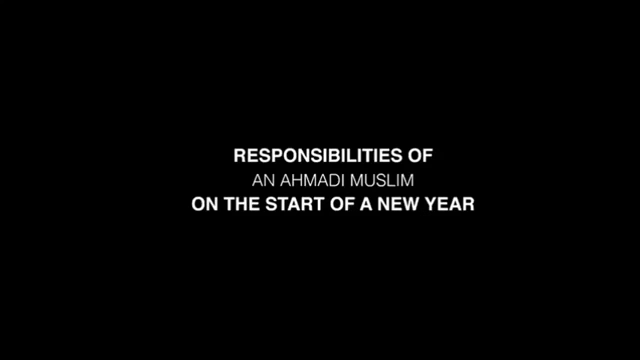 RESPONSIBILITIES OF
AN AHMADI MUSLIM
ON THE START OF A NEW YEAR